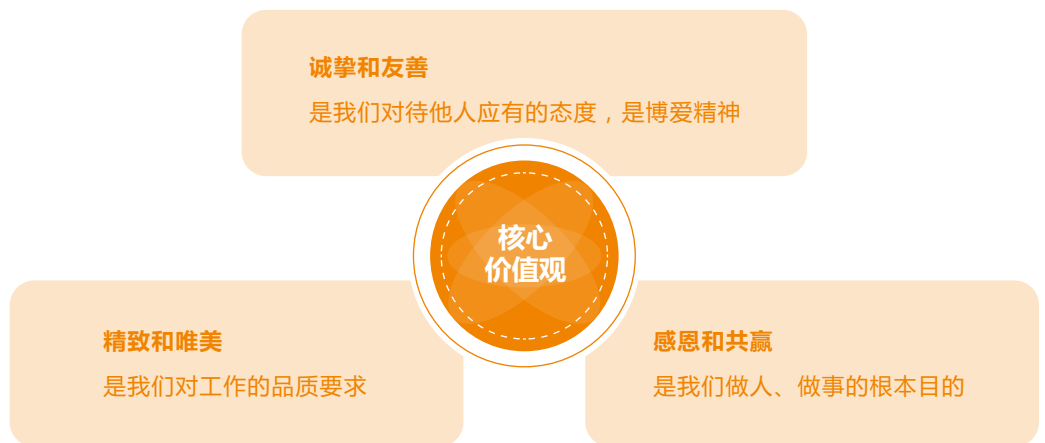 诚挚和友善
是我们对待他人应有的态度，是博爱精神
核心
价值观
精致和唯美
是我们对工作的品质要求
感恩和共赢
是我们做人、做事的根本目的